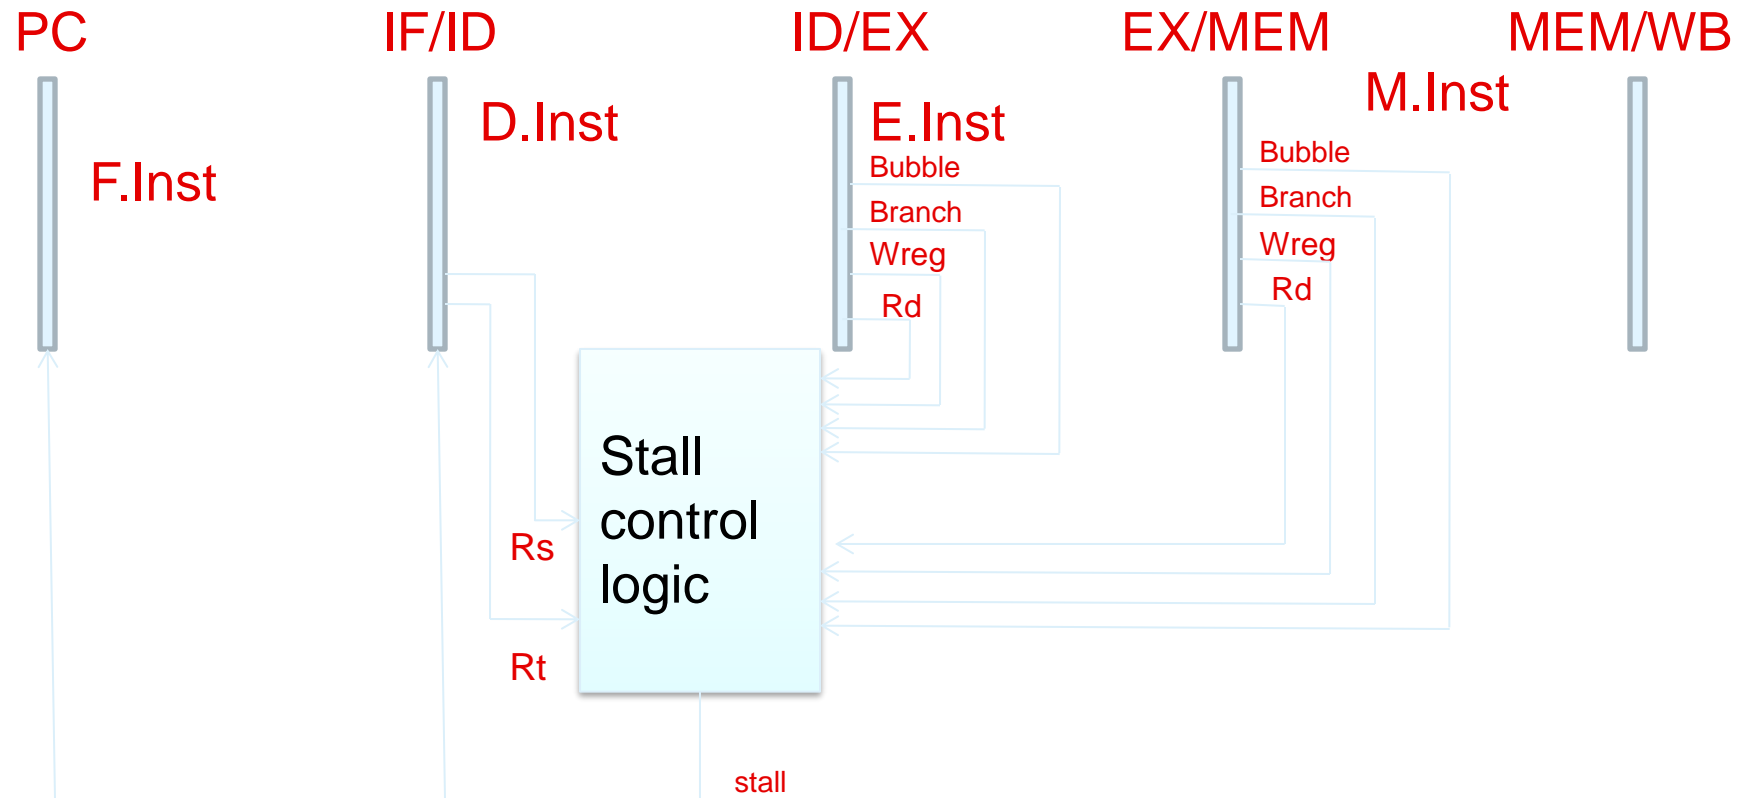 PC
IF/ID
ID/EX
EX/MEM
MEM/WB
F.Inst
D.Inst
E.Inst
M.Inst
Bubble
Branch
Wreg
Rd
Bubble
Branch
Wreg
Rd
Stall
control
logic
Rs
Rt
stall